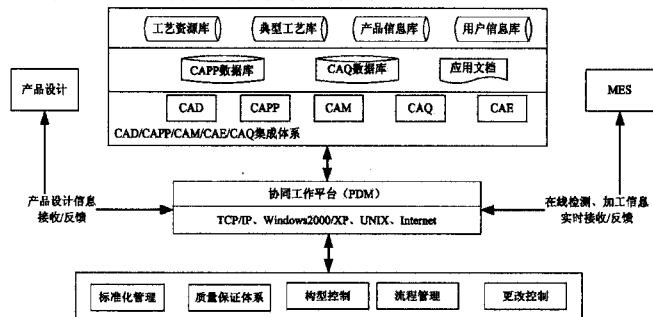 工艺资源库 典型工艺库 产品信息库 用户信息库
CAPP数据库 CAQ数据库 应用文档
产品设计
MES
CAD CAPP CAM CAQ CAE
CAD/CAPP/CAM/CAE/CAQ集成体系
协同工作平台（PDM）
TCP/IP、Windows2000/XP、UNIX、Internet
产品设计信息
接收/反馈
在线检测、加工信息
实时接收/反馈
标准化管理 质量保证体系 构型控制 流程管理 更改控制